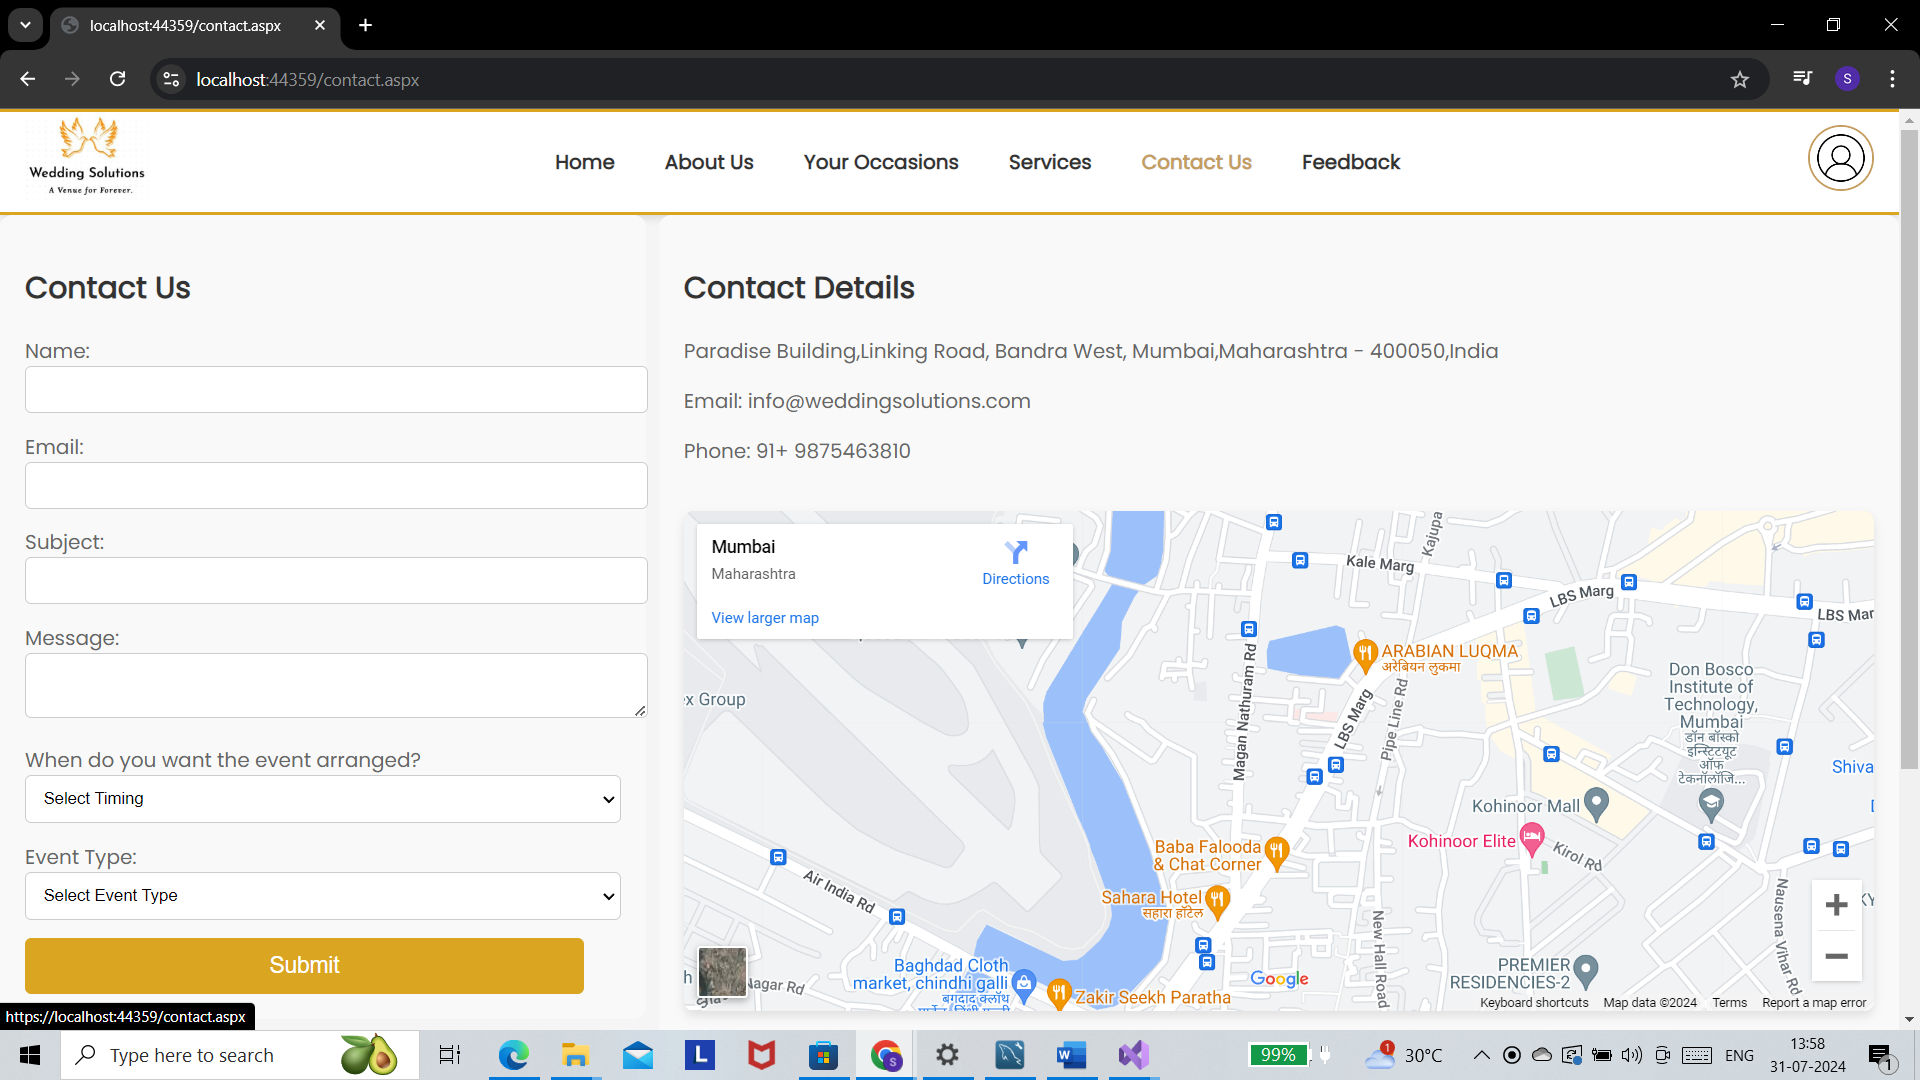 localhost:44359/contact.aspx
localhost:44359/contact.aspx
S
Wedding Solutions
A Venue for Forever.
Home
About Us
Your Occasions
Services
Contact Us
Feedback
Contact Us
Name:
Email:
Subject:
Message:
When do you want the event arranged?
Select Timing
Event Type:
Select Event Type
Submit
Contact Details
Paradise Building,Linking Road, Bandra West, Mumbai,Maharashtra - 400050,India
Email: info@weddingsolutions.com
Phone: 91+ 9875463810
Mumbai
Maharashtra
Directions
View larger map
Kajupa
Kale Marg
LBS Marg
LBS Mar
ARABIAN LUQMA
अरेबियन लुकमा
Magan Nathuram Rd
LBS Marg
Pipe Line Rd
Don Bosco
Institute of
Technology,
Mumbai
डॉन बॉस्को
इन्स्टिट्यूट
ऑफ
टेकनॉलॉजि...
x Group
Shiva
Kohinoor Mall
Kohinoor Elite
Kirol Rd
Baba Falooda
& Chat Corner
Air India Rd
Sahara Hotel
सहारा हॉटेल
New Hall Road
Nausena Vihar Rd
KY
Baghdad Cloth
market, chindhi galli
बगदाद क्लॉथ
Nagar Rd
Zakir Seekh Paratha
PREMIER
RESIDENCIES-2
Google
Keyboard shortcuts
Map data ©2024
Terms
Report a map error
https://localhost:44359/contact.aspx
Type here to search
L
S
W
99%
1
30°C
ENG
13:58
31-07-2024
1